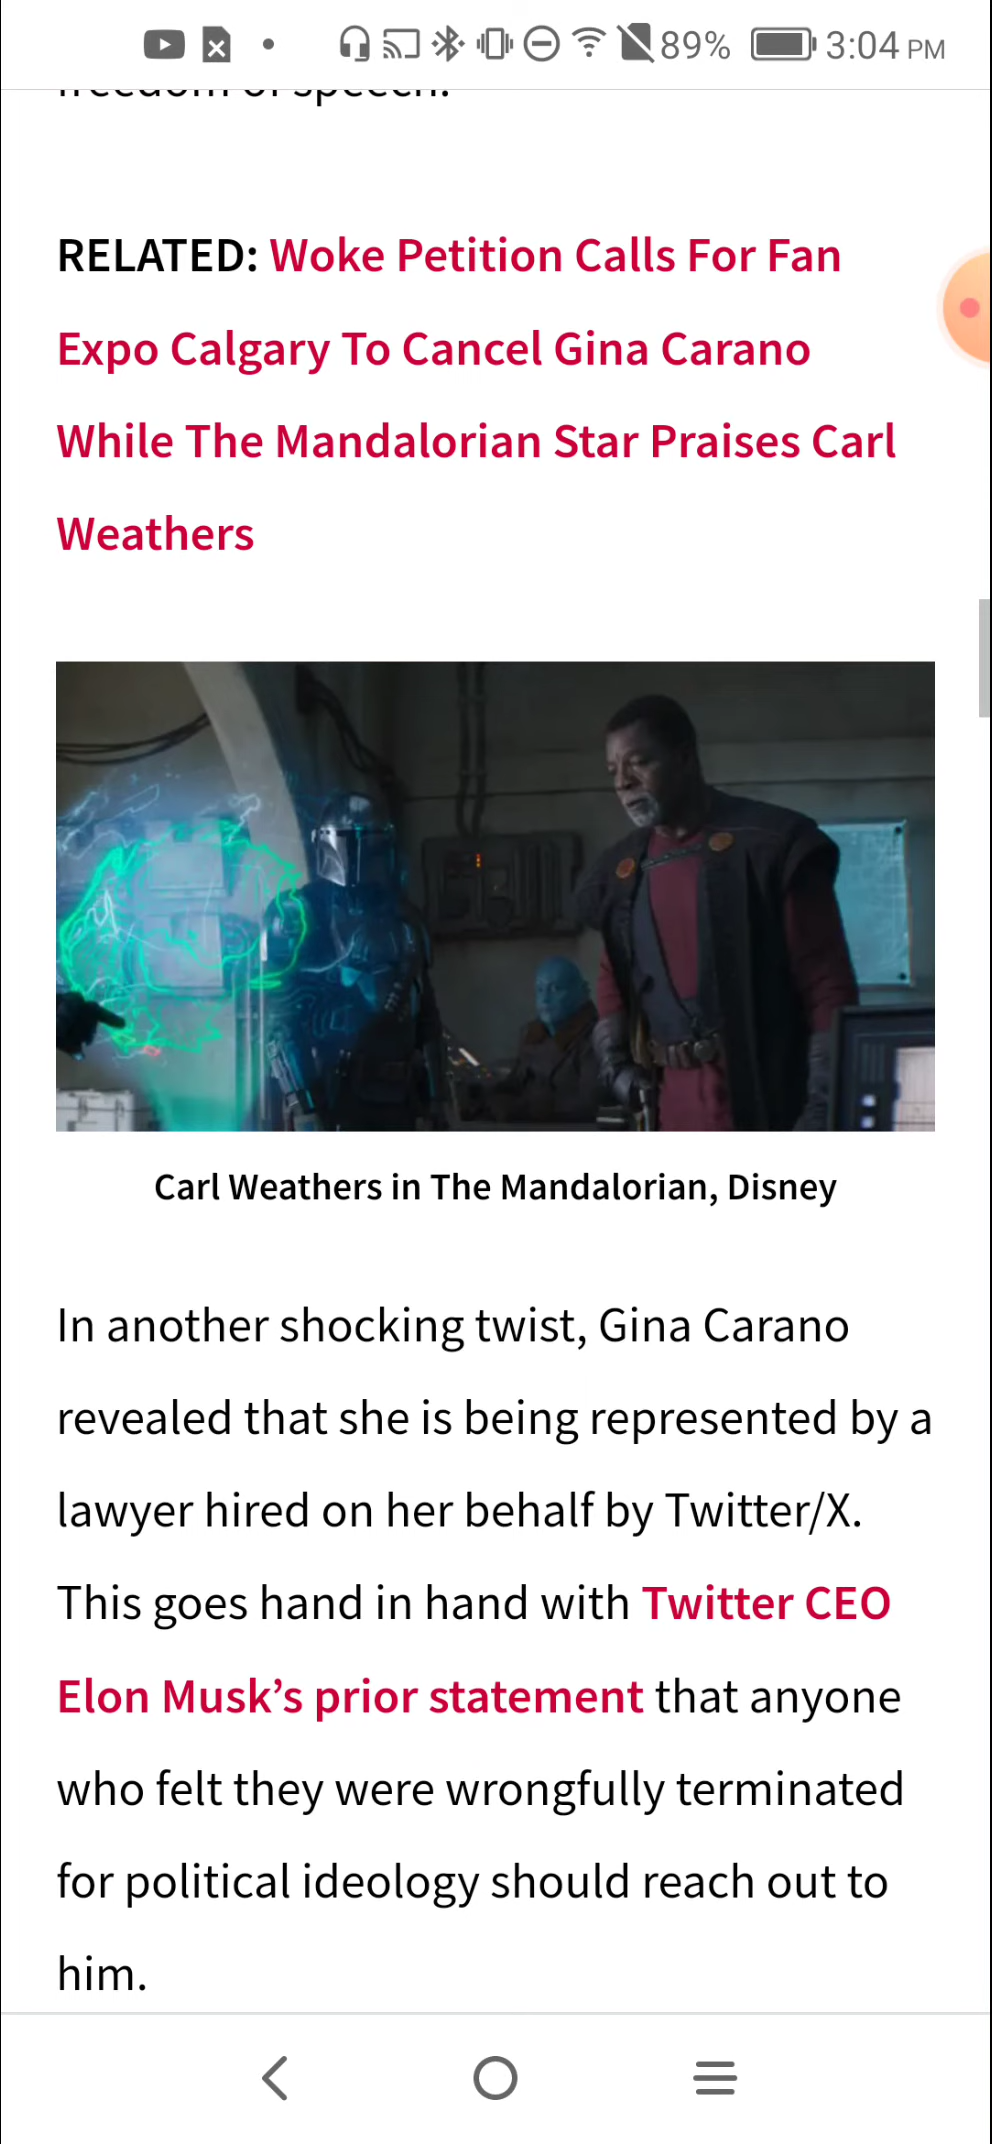 89% 3:04 PM
freedom of speech.
RELATED: Woke Petition Calls For Fan
Expo Calgary To Cancel Gina Carano
While The Mandalorian Star Praises Carl
Weathers
Carl Weathers in The Mandalorian, Disney
In another shocking twist, Gina Carano
revealed that she is being represented by a
lawyer hired on her behalf by Twitter/X.
This goes hand in hand with Twitter CEO
Elon Musk’s prior statement that anyone
who felt they were wrongfully terminated
for political ideology should reach out to
him.